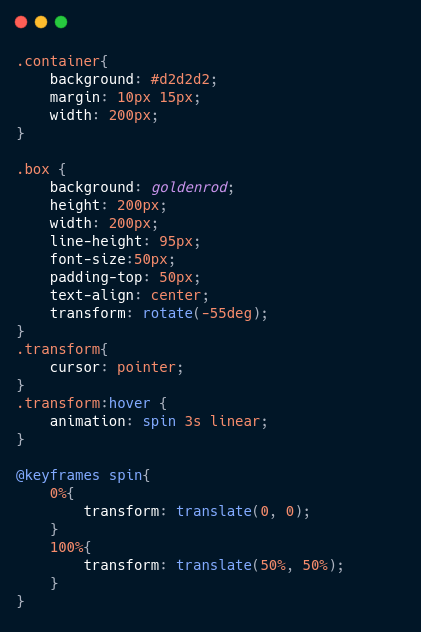 .container{
    background: #d2d2d2;
    margin: 10px 15px;
    width: 200px;
}

.box {
    background: goldenrod;
    height: 200px;
    width: 200px;
    line-height: 95px;
    font-size:50px;
    padding-top: 50px;
    text-align: center;
    transform: rotate(-55deg);
}
.transform{
    cursor: pointer;
}
.transform:hover {
    animation: spin 3s linear;
}

@keyframes spin{
    0%{
        transform: translate(0, 0);
    }
    100%{
        transform: translate(50%, 50%);
    }
}